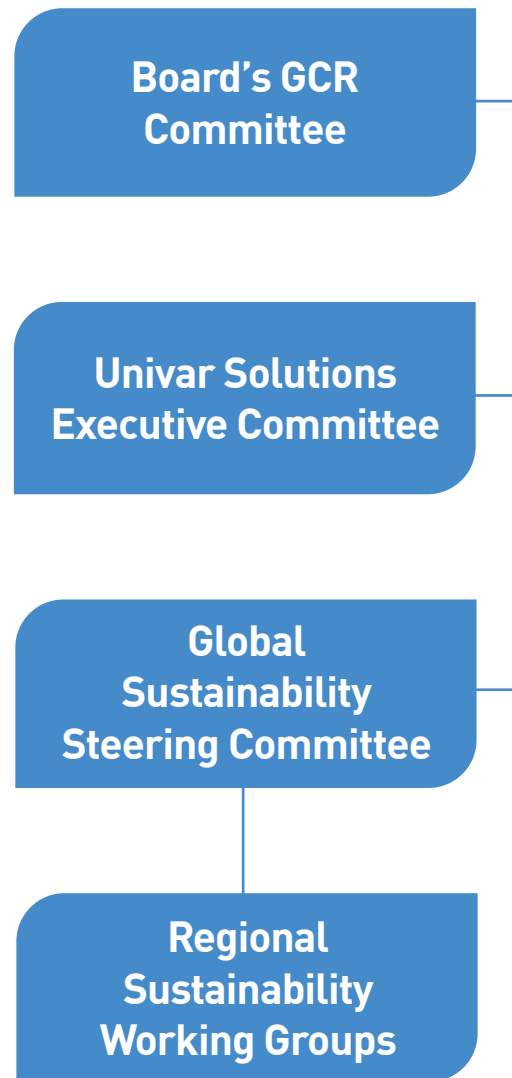 Board’s GCR
Committee
Univar Solutions
Executive Committee
Global
Sustainability
Steering Committee
Regional
Sustainability
Working Groups